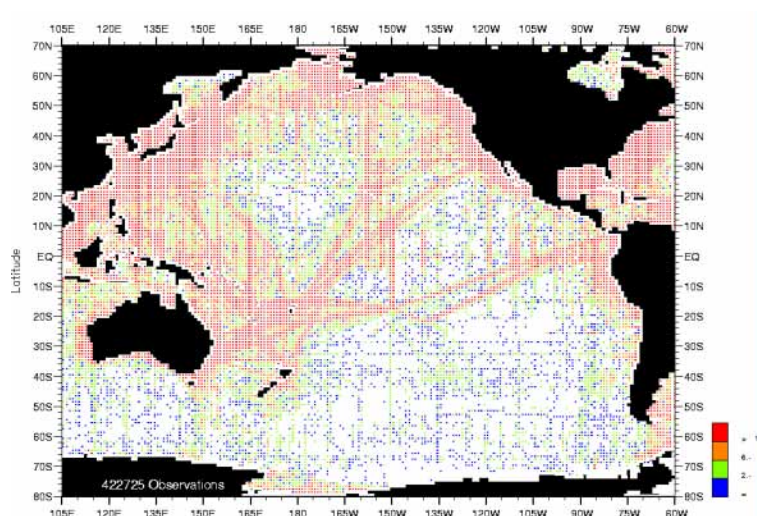 105E 120E 135E 150E 165E 180 165W 150W 135W 120W 105W 90W 75W 60W
70N 70N
60N 60N
50N 50N
40N 40N
30N 30N
20N 20N
10N 10N
EQ EQ
Latitude
10S 10S
20S 20S
30S 30S
40S 40S
50S 50S
60S 60S
70S 70S
422725 Observations
80S 80S
105E 120E 135E 150E 165E 180 165W 150W 135W 120W 105W 90W 75W 60W